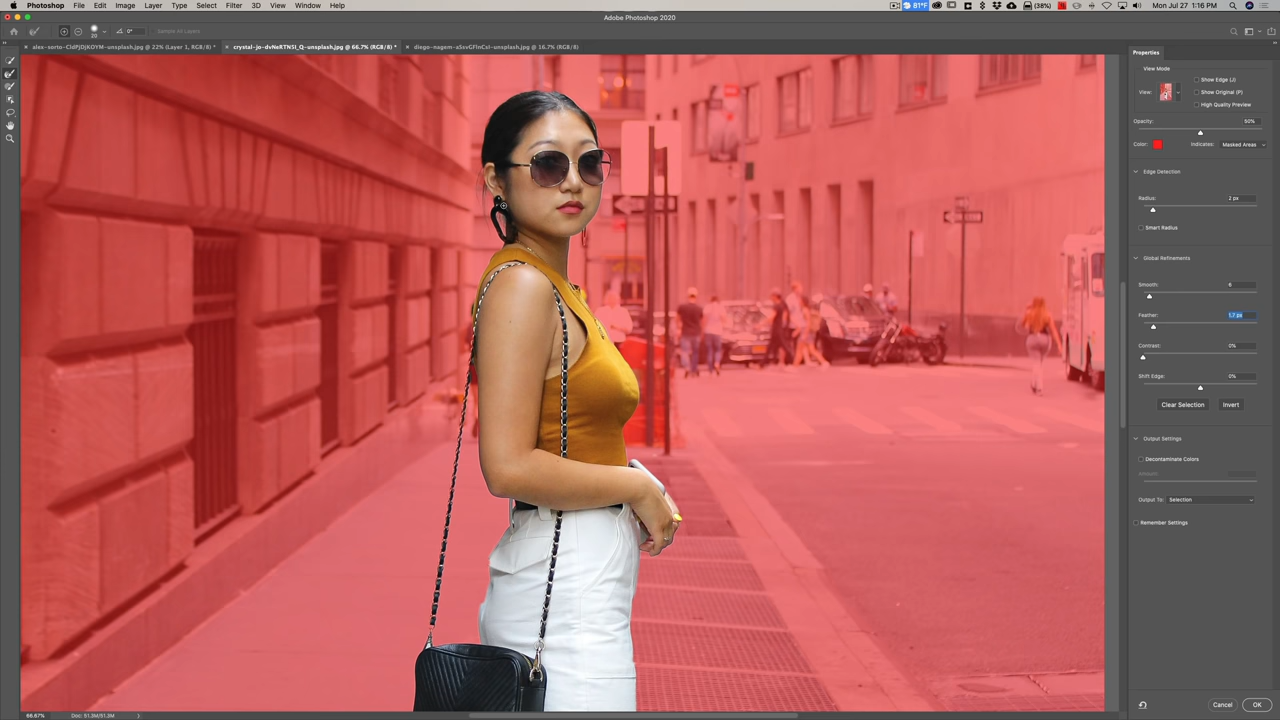 Photoshop File Edit Image Layer Type Select Filter 3D View Window Help
81°F (38%) Mon Jul 27 1:16 PM
Adobe Photoshop 2020
20 0° Sample All Layers
alex-sorto-CIdPjDjKOYM-unsplash.jpg @ 22% (Layer 1, RGB/8) *
crystal-jo-dvNeRTN5I_Q-unsplash.jpg @ 66.7% (RGB/8) *
diego-nagem-aSsvGFlnCsI-unsplash.jpg @ 16.7% (RGB/8)
Properties
View Mode
Show Edge (J)
View:
Show Original (P)
High Quality Preview
Opacity: 50%
Color: Indicates: Masked Areas
Edge Detection
Radius: 2 px
Smart Radius
Global Refinements
Smooth: 6
Feather: 1.7 px
Contrast: 0%
Shift Edge: 0%
Clear Selection Invert
Output Settings
Decontaminate Colors
Amount:
Output To: Selection
Remember Settings
Cancel OK
66.67% Doc: 91.3M/91.3M